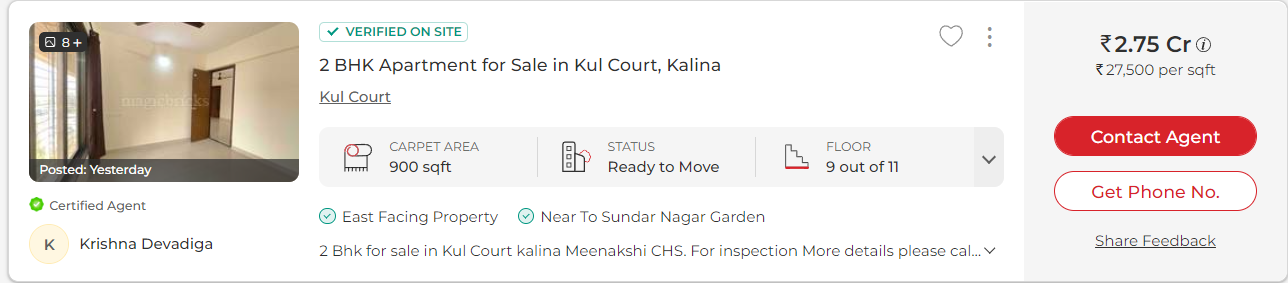 8+
magicbricks
Posted: Yesterday
Certified Agent
K
Krishna Devadiga
VERIFIED ON SITE
2 BHK Apartment for Sale in Kul Court, Kalina
Kul Court
CARPET AREA
900 sqft
STATUS
Ready to Move
FLOOR
9 out of 11
East Facing Property
Near To Sundar Nagar Garden
2 Bhk for sale in Kul Court kalina Meenakshi CHS. For inspection More details please cal...
₹2.75 Cr
₹27,500 per sqft
Contact Agent
Get Phone No.
Share Feedback